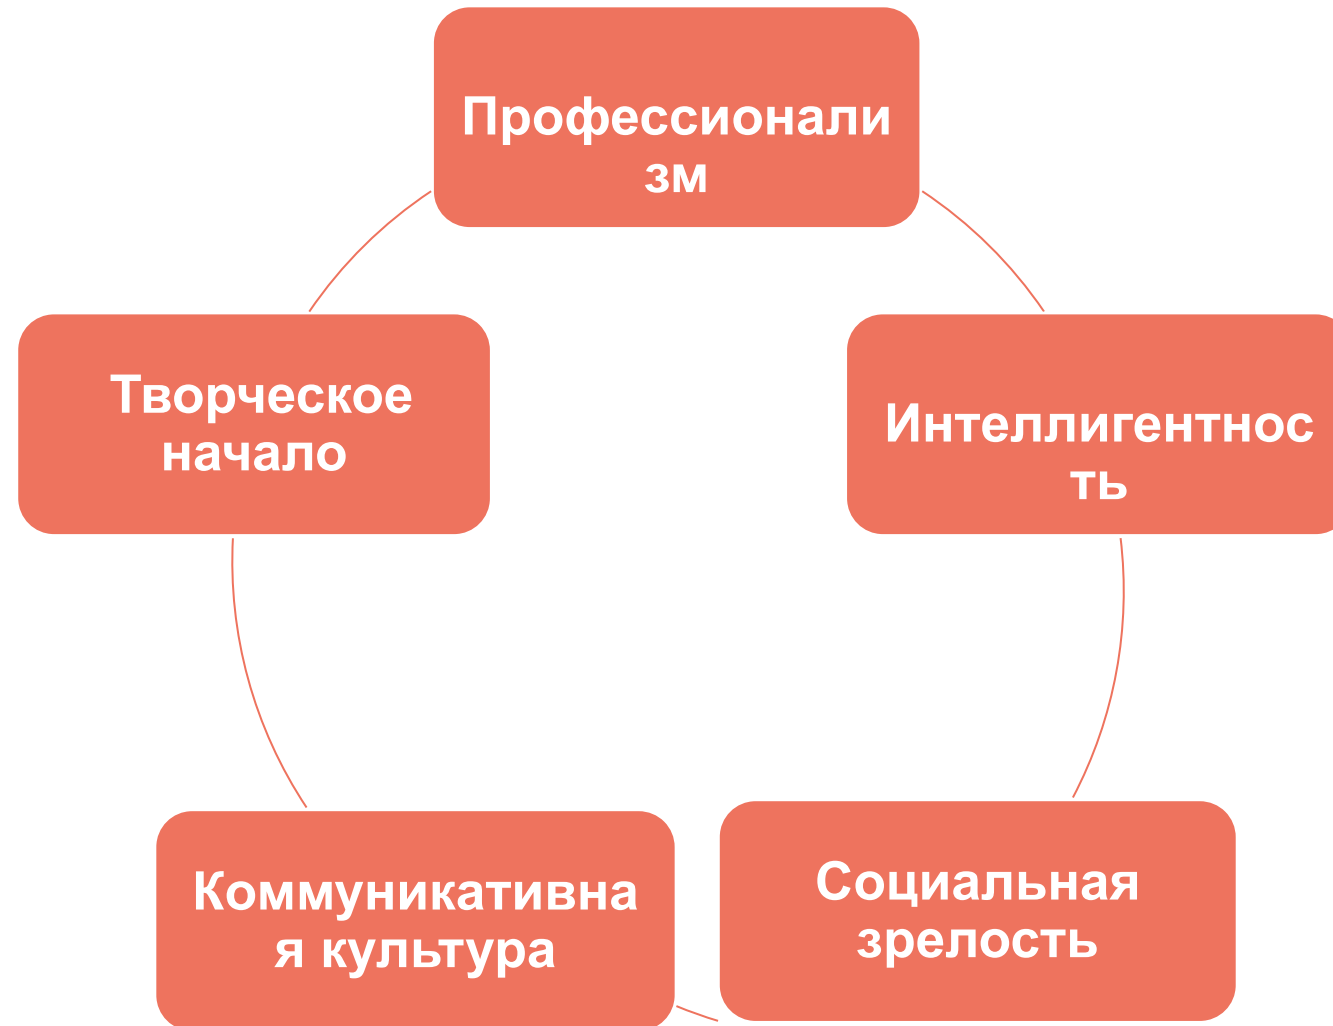 Профессионали
зм
Творческое
начало
Интеллигентнос
ть
Коммуникативна
я культура
Социальная
зрелость